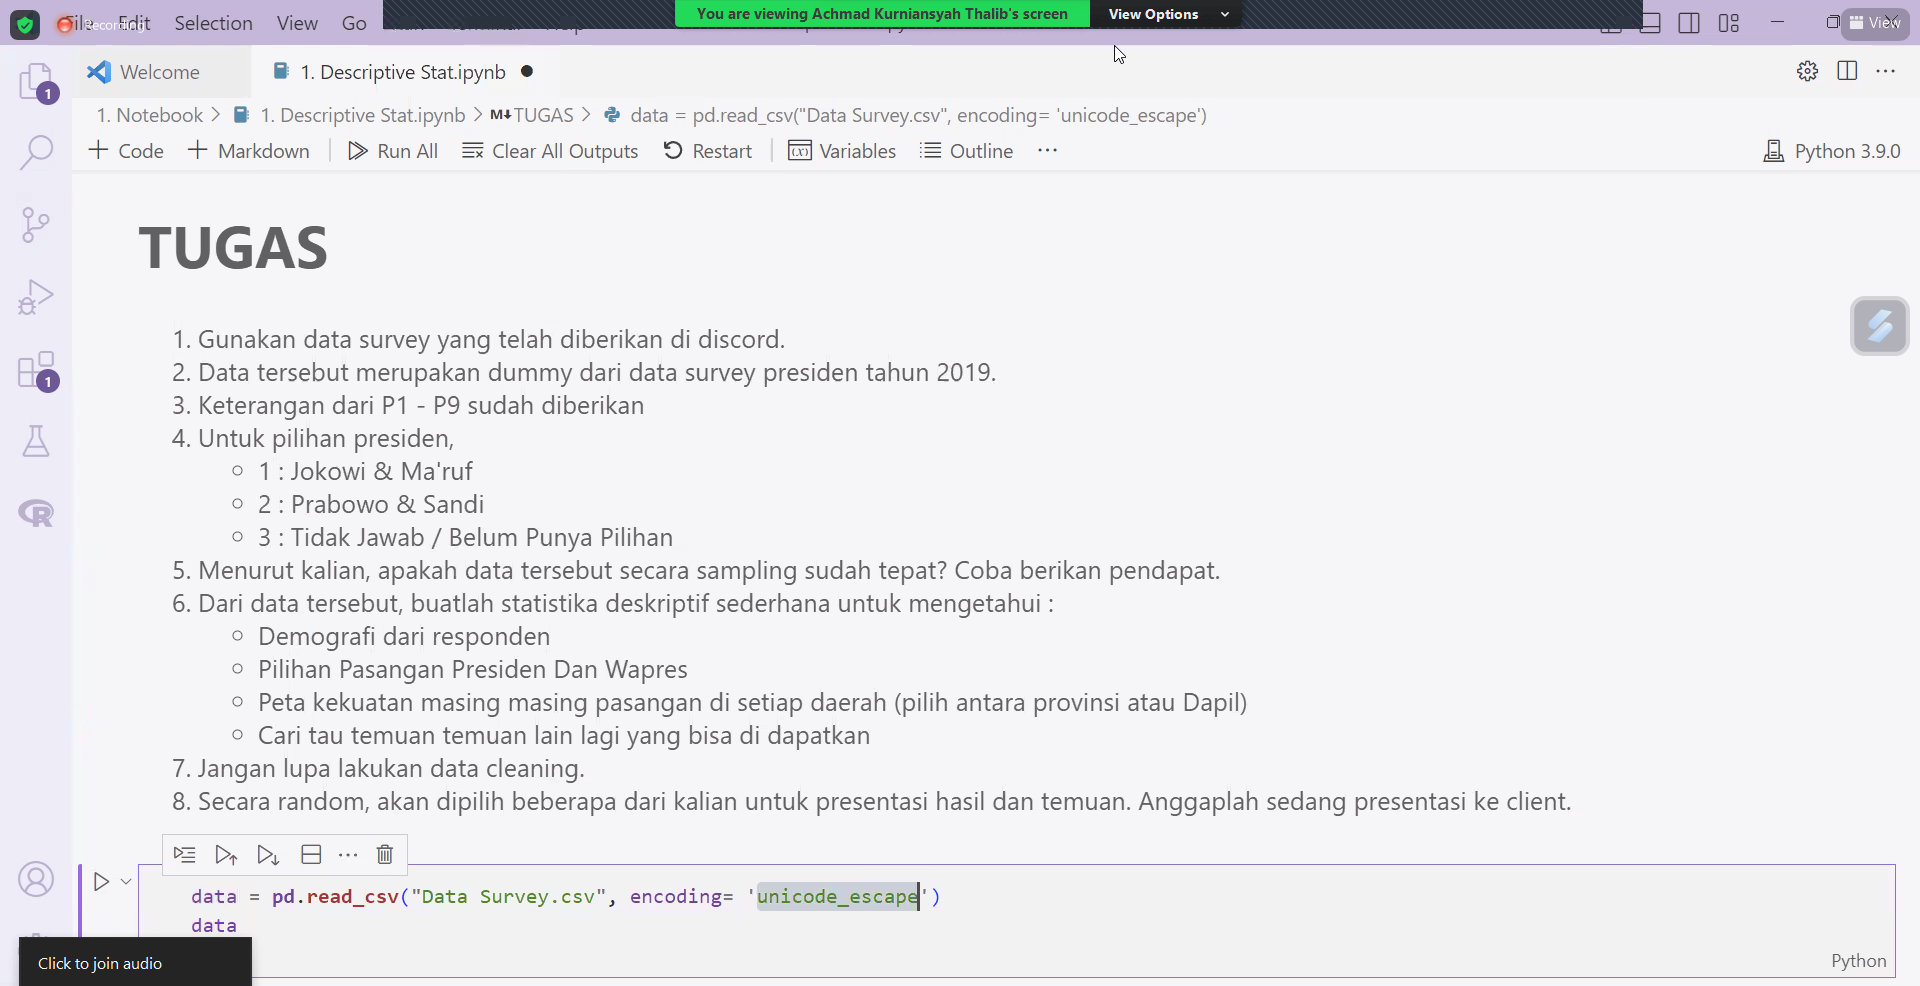 File Edit Selection View Go
Recording
You are viewing Achmad Kurniansyah Thalib's screen View Options
View
Welcome 1. Descriptive Stat.ipynb
1. Notebook > 1. Descriptive Stat.ipynb > M↓TUGAS > data = pd.read_csv("Data Survey.csv", encoding= 'unicode_escape')
+ Code + Markdown Run All Clear All Outputs Restart Variables Outline ··· Python 3.9.0
1
TUGAS
1. Gunakan data survey yang telah diberikan di discord.
2. Data tersebut merupakan dummy dari data survey presiden tahun 2019.
1
3. Keterangan dari P1 - P9 sudah diberikan
4. Untuk pilihan presiden,
1 : Jokowi & Ma'ruf
2 : Prabowo & Sandi
3 : Tidak Jawab / Belum Punya Pilihan
5. Menurut kalian, apakah data tersebut secara sampling sudah tepat? Coba berikan pendapat.
6. Dari data tersebut, buatlah statistika deskriptif sederhana untuk mengetahui :
Demografi dari responden
Pilihan Pasangan Presiden Dan Wapres
Peta kekuatan masing masing pasangan di setiap daerah (pilih antara provinsi atau Dapil)
Cari tau temuan temuan lain lagi yang bisa di dapatkan
7. Jangan lupa lakukan data cleaning.
8. Secara random, akan dipilih beberapa dari kalian untuk presentasi hasil dan temuan. Anggaplah sedang presentasi ke client.
data = pd.read_csv("Data Survey.csv", encoding= 'unicode_escape')
data
Python
Click to join audio